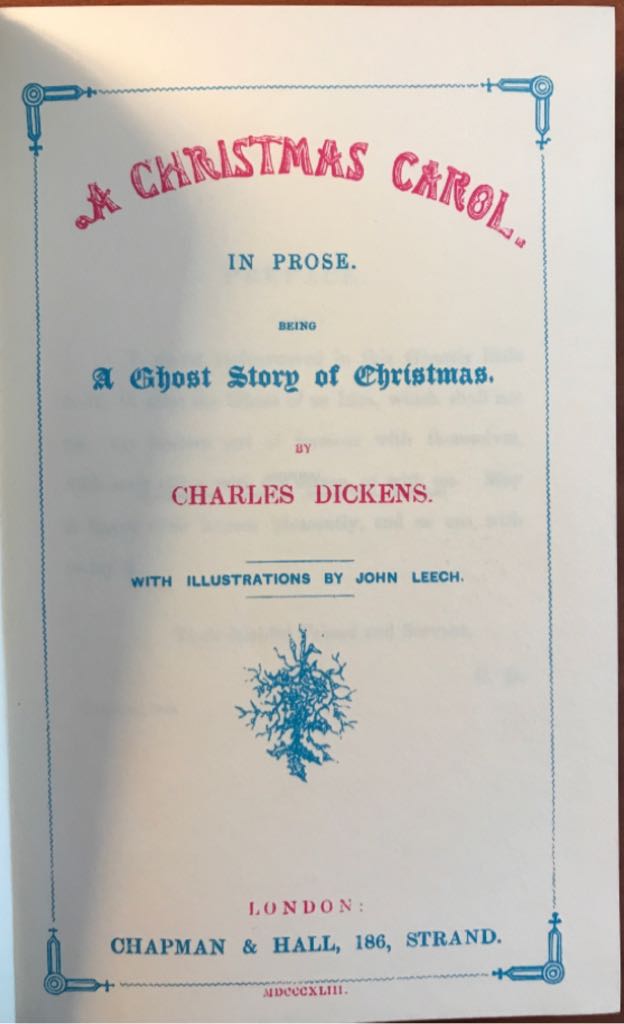 A CHRISTMAS CAROL.
IN PROSE.
BEING
A Ghost Story of Christmas.
BY
CHARLES DICKENS.
WITH ILLUSTRATIONS BY JOHN LEECH.
LONDON:
CHAPMAN & HALL, 186, STRAND.
MDCCCXLIII.